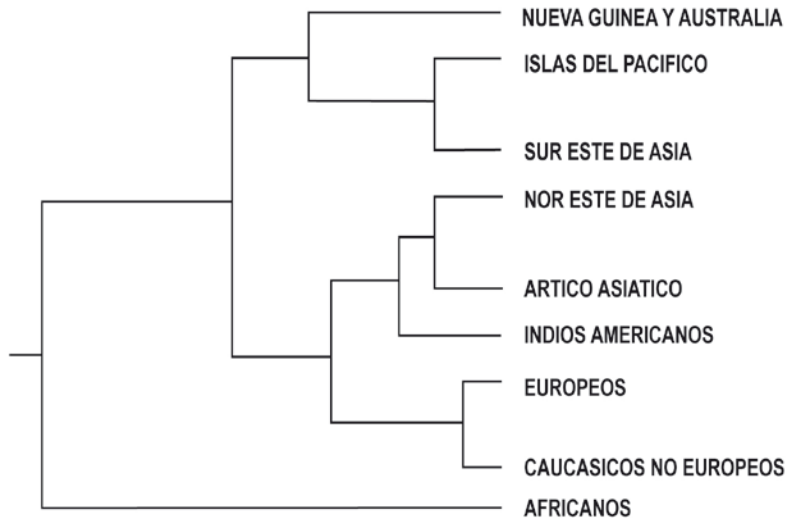 NUEVA GUINEA Y AUSTRALIA
ISLAS DEL PACIFICO
SUR ESTE DE ASIA
NOR ESTE DE ASIA
ARTICO ASIATICO
INDIOS AMERICANOS
EUROPEOS
CAUCASICOS NO EUROPEOS
AFRICANOS